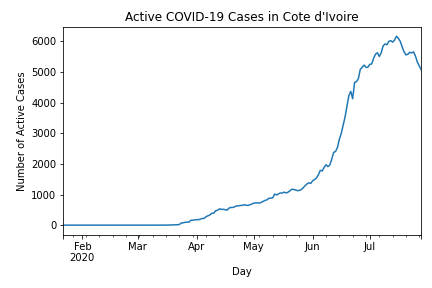 Active COVID-19 Cases in Cote d'Ivoire
Number of Active Cases
6000
5000
4000
3000
2000
1000
0
Feb Mar Apr May Jun Jul
2020
Day